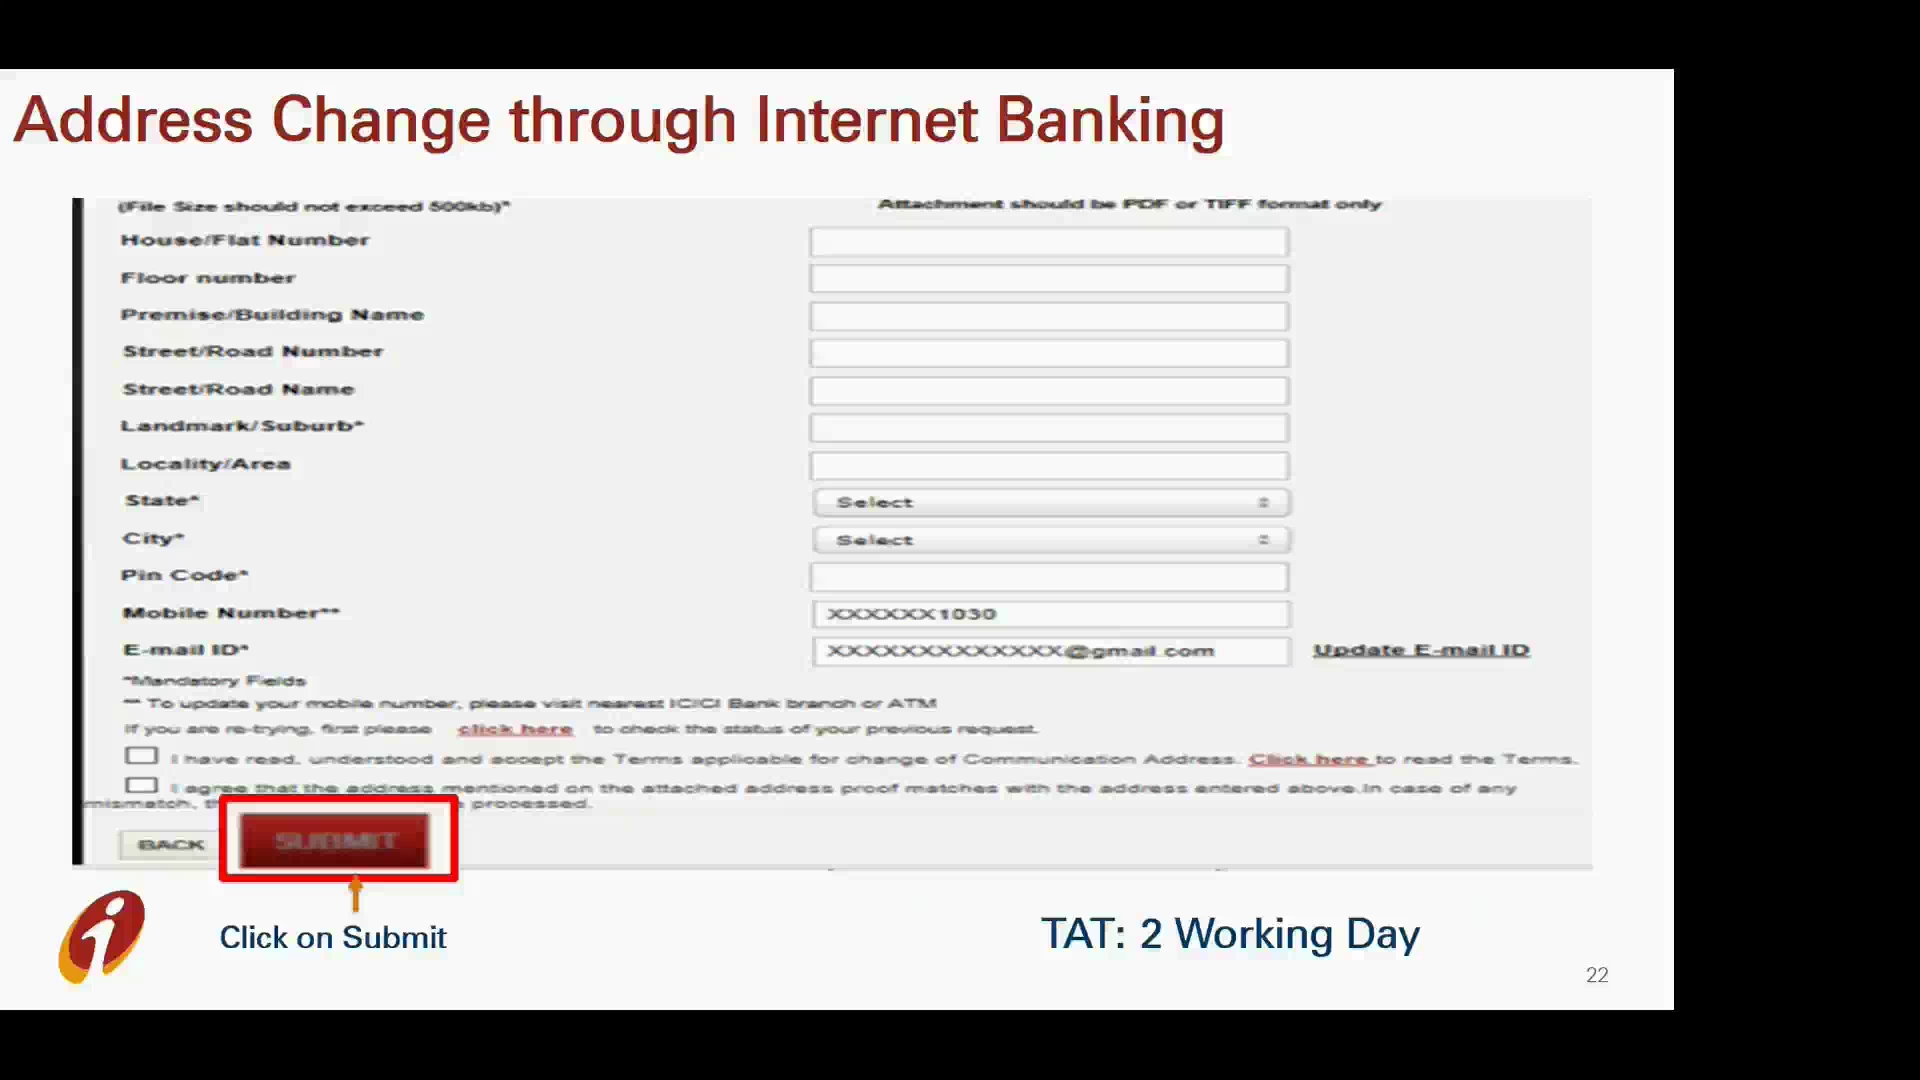 Address Change through Internet Banking
(File Size should not exceed 500kb)* Attachment should be PDF or TIFF format only
House/Flat Number
Floor number
Premise/Building Name
Street/Road Number
Street/Road Name
Landmark/Suburb*
Locality/Area
State* Select
City* Select
Pin Code*
Mobile Number** XXXXXX1030
E-mail ID* XXXXXXXXXXXXX@gmail.com Update E-mail ID
*Mandatory Fields
** To update your mobile number, please visit nearest ICICI Bank branch or ATM
If you are re-trying, first please click here to check the status of your previous request.
I have read, understood and accept the Terms applicable for change of Communication Address. Click here to read the Terms.
I agree that the address mentioned on the attached address proof matches with the address entered above.In case of any
mismatch, processed.
BACK SUBMIT
Click on Submit
TAT: 2 Working Day
22